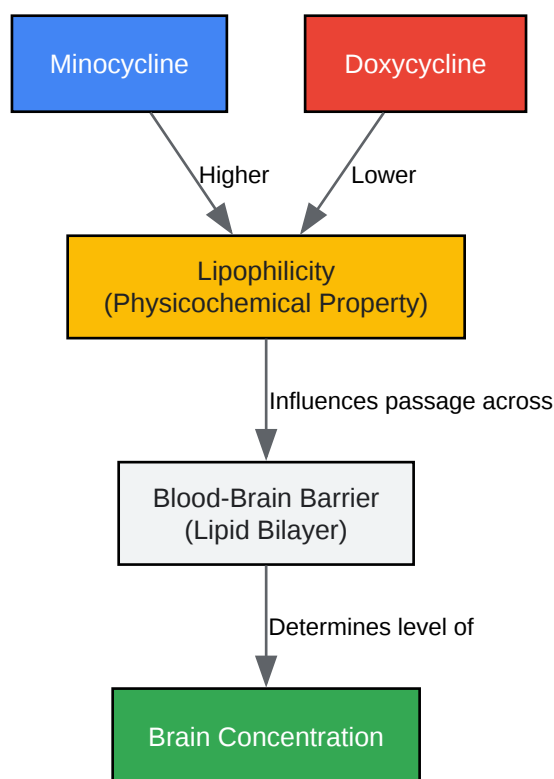 Minocycline
Doxycycline
Higher
Lower
Lipophilicity
(Physicochemical Property)
Influences passage across
Blood-Brain Barrier
(Lipid Bilayer)
Determines level of
Brain Concentration